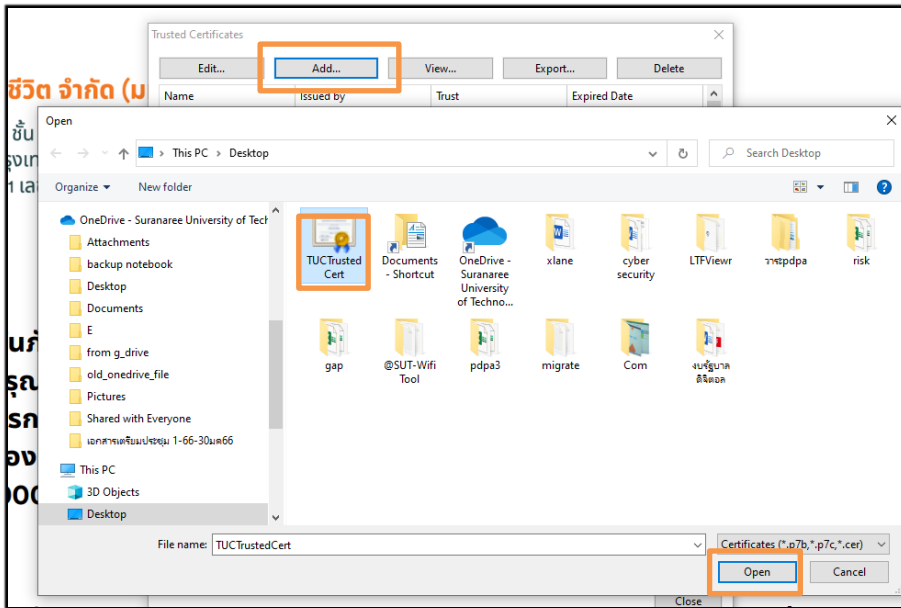 Trusted Certificates
Edit...
Add...
View...
Export...
Delete
ชีวิต จำกัด (ม
Name
Issued by
Trust
Expired Date
Open
ชั้น
This PC > Desktop
Search Desktop
Organize
New folder
OneDrive - Suranaree University of Tech
Attachments
backup notebook
Desktop
Documents
E
from g_drive
old_onedrive_file
Pictures
Shared with Everyone
เอกสารเตรียมประชุม 1-66-30มค66
This PC
3D Objects
Desktop
TUCTrusted
Cert
Documents
- Shortcut
OneDrive -
Suranaree
University
of Techno...
xlane
cyber
security
LTFViewr
วาระpdpa
risk
gap
@SUT-Wifi
Tool
pdpa3
migrate
Com
งบรัฐบาล
ดิจิตอล
File name:
TUCTrustedCert
Certificates (*.p7b,*.p7c,*.cer)
Open
Cancel
Close